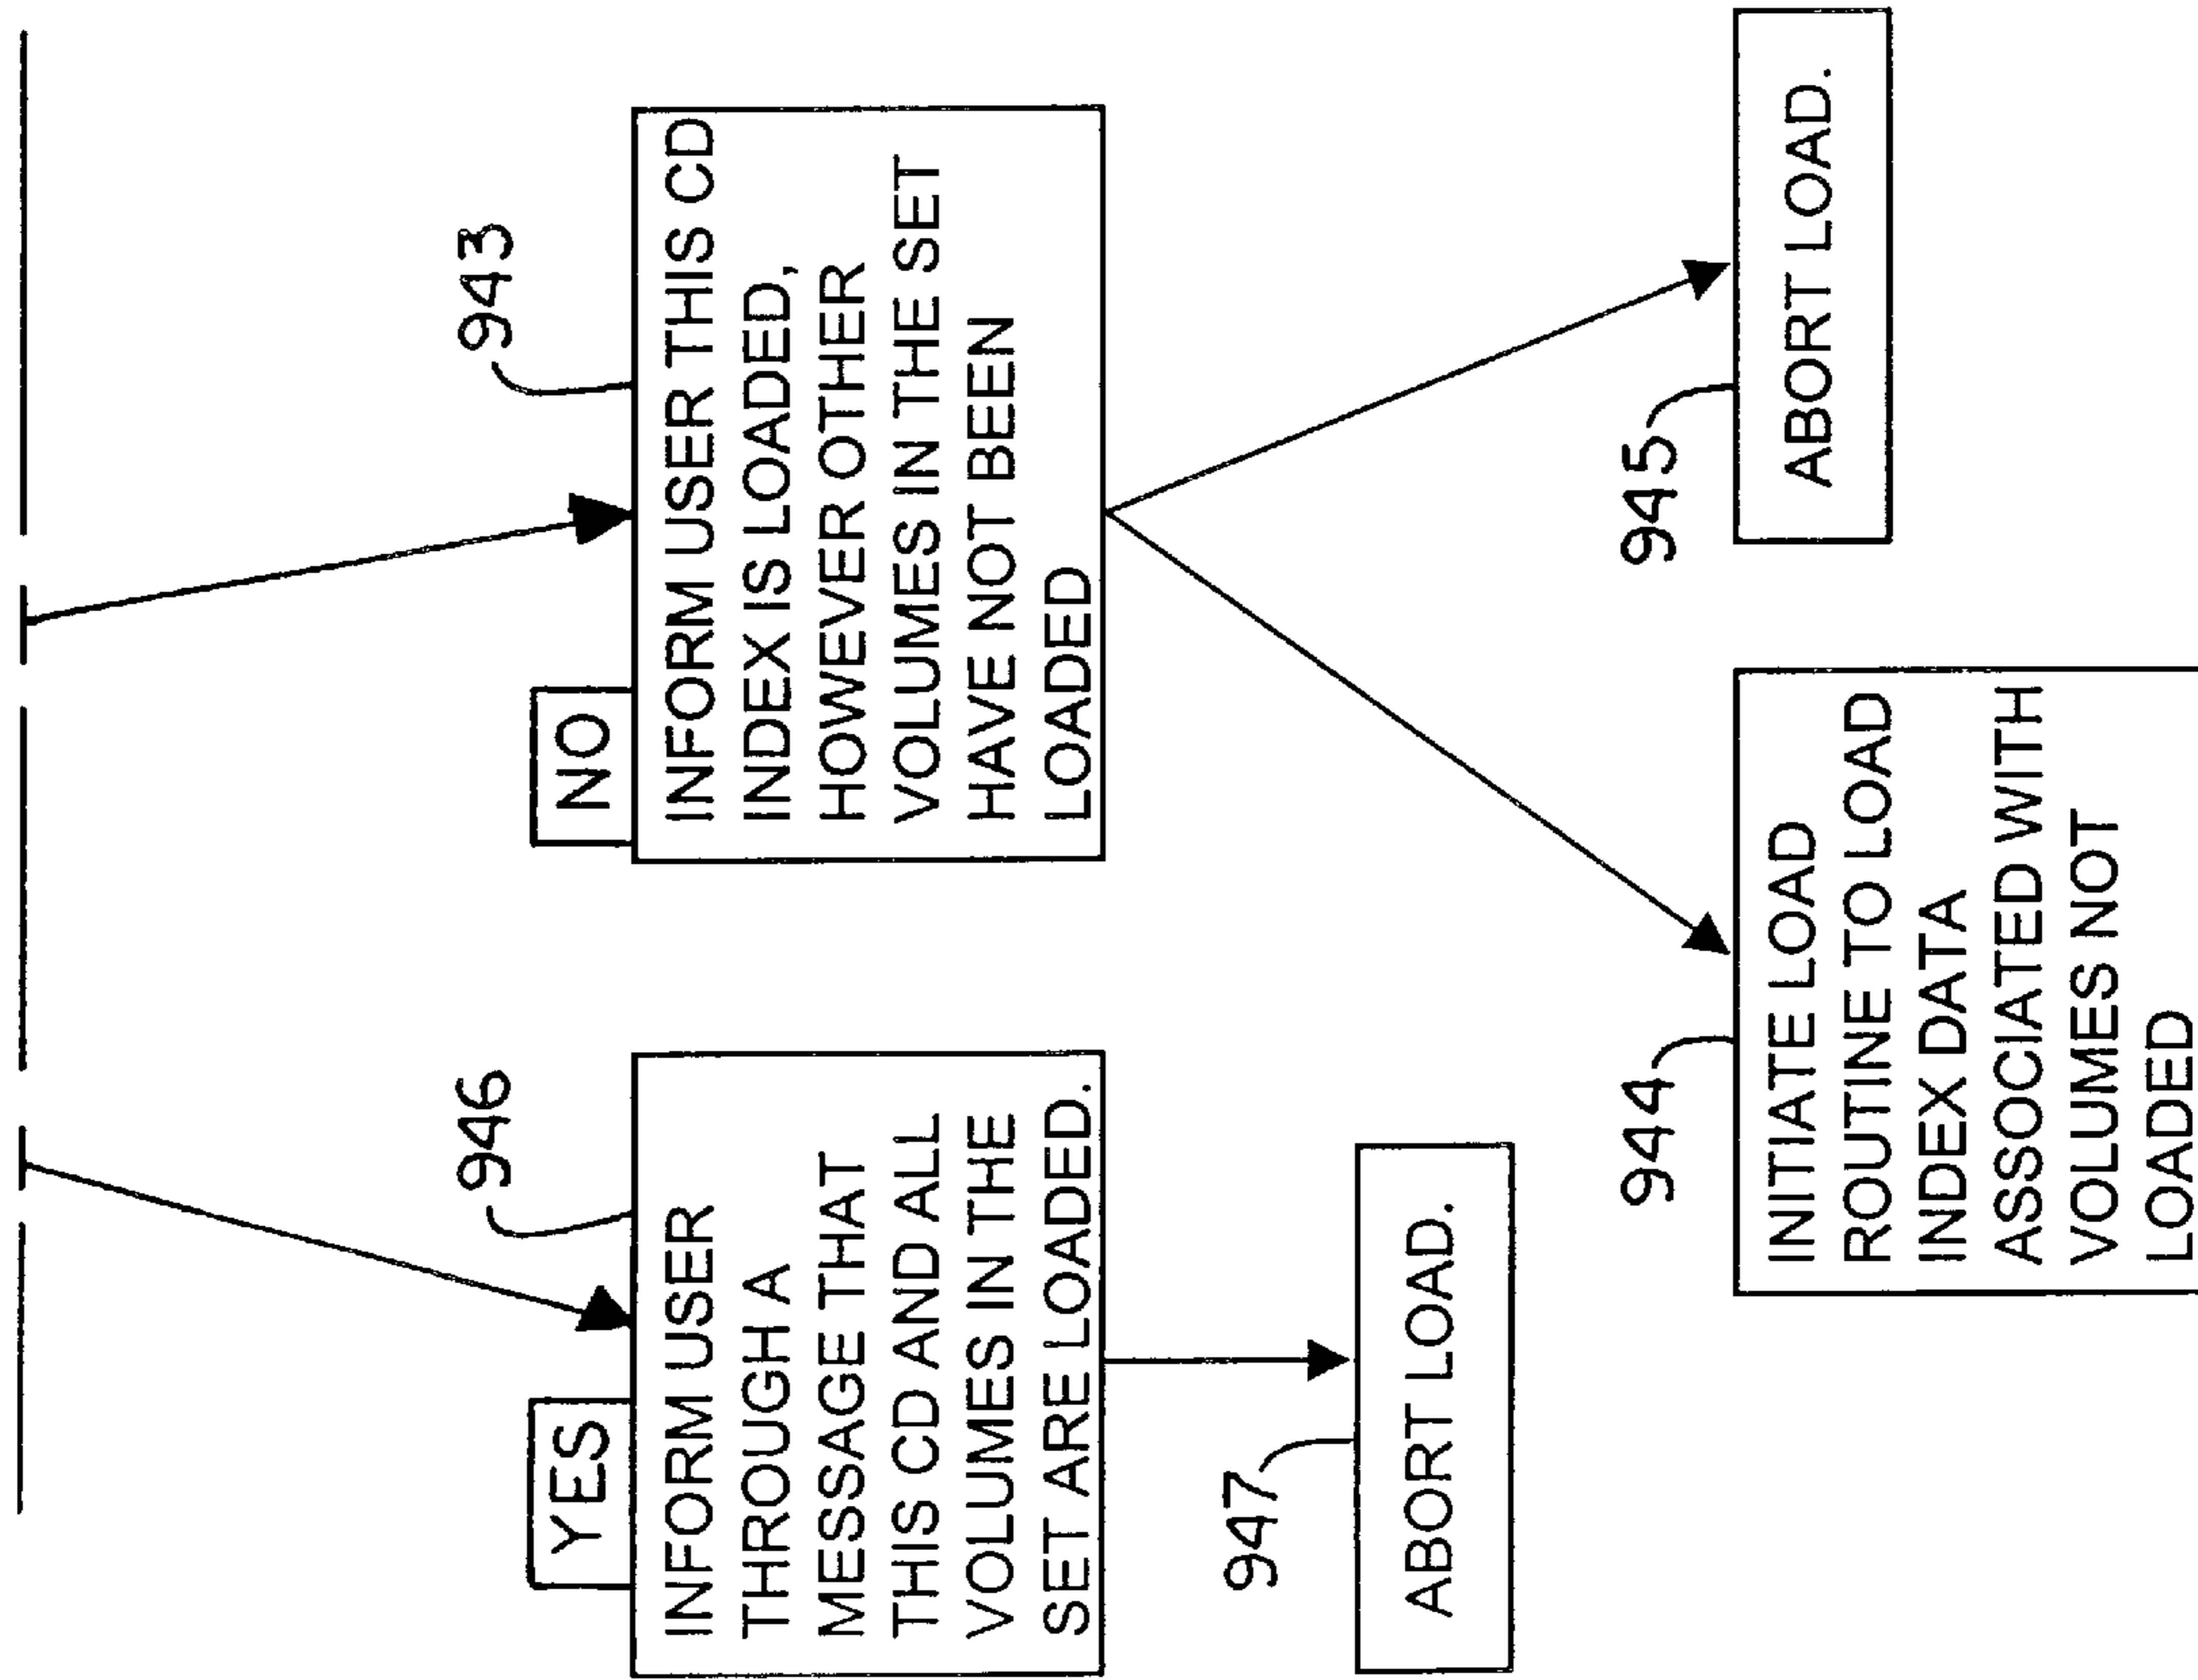 YES
946
INFORM USER
THROUGH A
MESSAGE THAT
THIS CD AND ALL
VOLUMES IN THE
SET ARE LOADED.
947
ABORT LOAD.
NO
943
INFORM USER THIS CD
INDEX IS LOADED,
HOWEVER OTHER
VOLUMES IN THE SET
HAVE NOT BEEN
LOADED
944
INITIATE LOAD
ROUTINE TO LOAD
INDEX DATA
ASSOCIATED WITH
VOLUMES NOT
LOADED
945
ABORT LOAD.